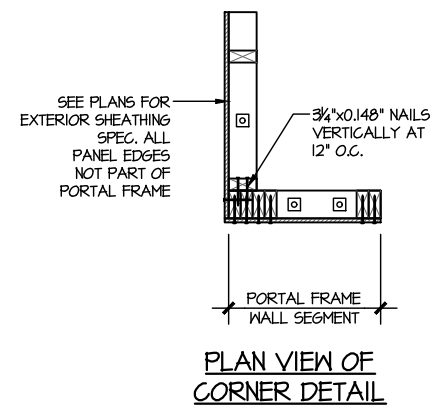 SEE PLANS FOR
EXTERIOR SHEATHING
SPEC. ALL
PANEL EDGES
NOT PART OF
PORTAL FRAME
3¼"x0.148" NAILS
VERTICALLY AT
12" O.C.
PORTAL FRAME
WALL SEGMENT
PLAN VIEW OF
CORNER DETAIL